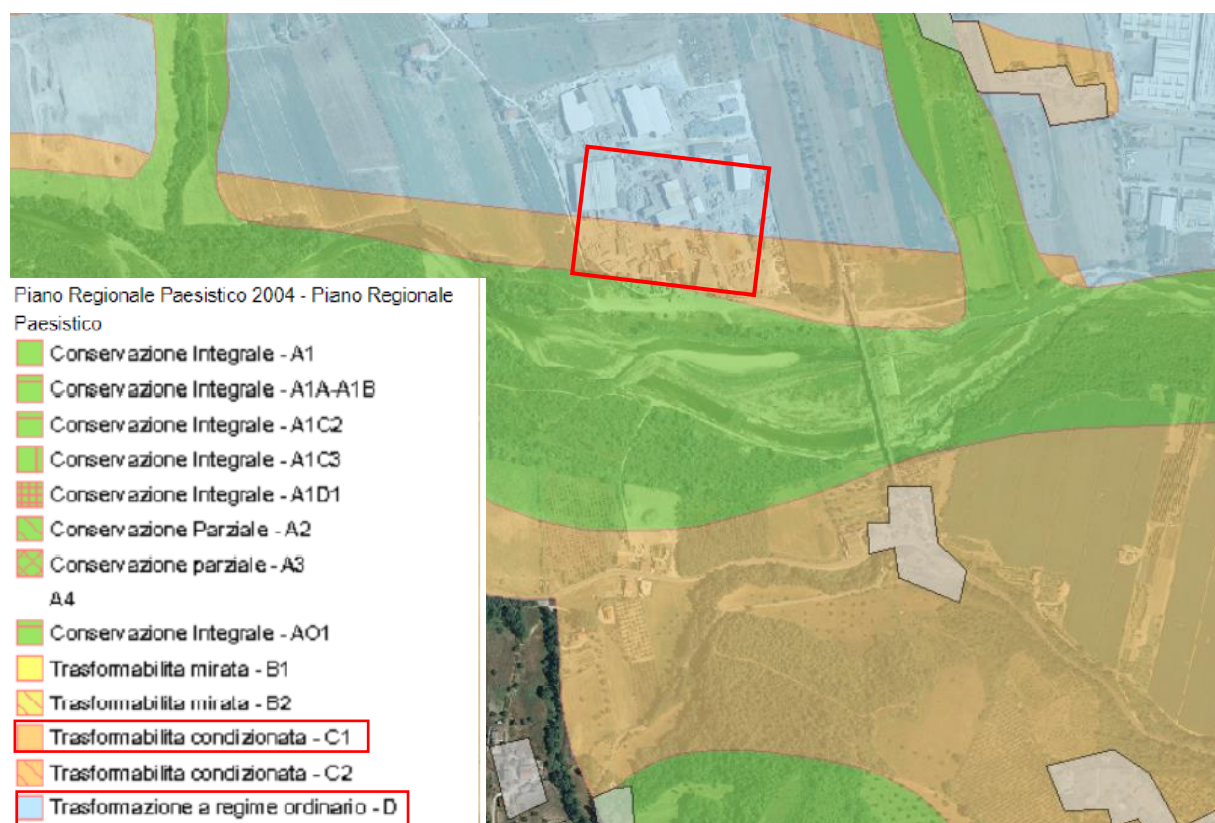 Piano Regionale Paesistico 2004 - Piano Regionale
Paesistico
Conservazione Integrale - A1
Conservazione Integrale - A1A-A1B
Conservazione Integrale - A1C2
Conservazione Integrale - A1C3
Conservazione Integrale - A1D1
Conservazione Parziale - A2
Conservazione parziale - A3
A4
Conservazione Integrale - AO1
Trasformabilita mirata - B1
Trasformabilita mirata - B2
Trasformabilita condizionata - C1
Trasformabilita condizionata - C2
Trasformazione a regime ordinario - D